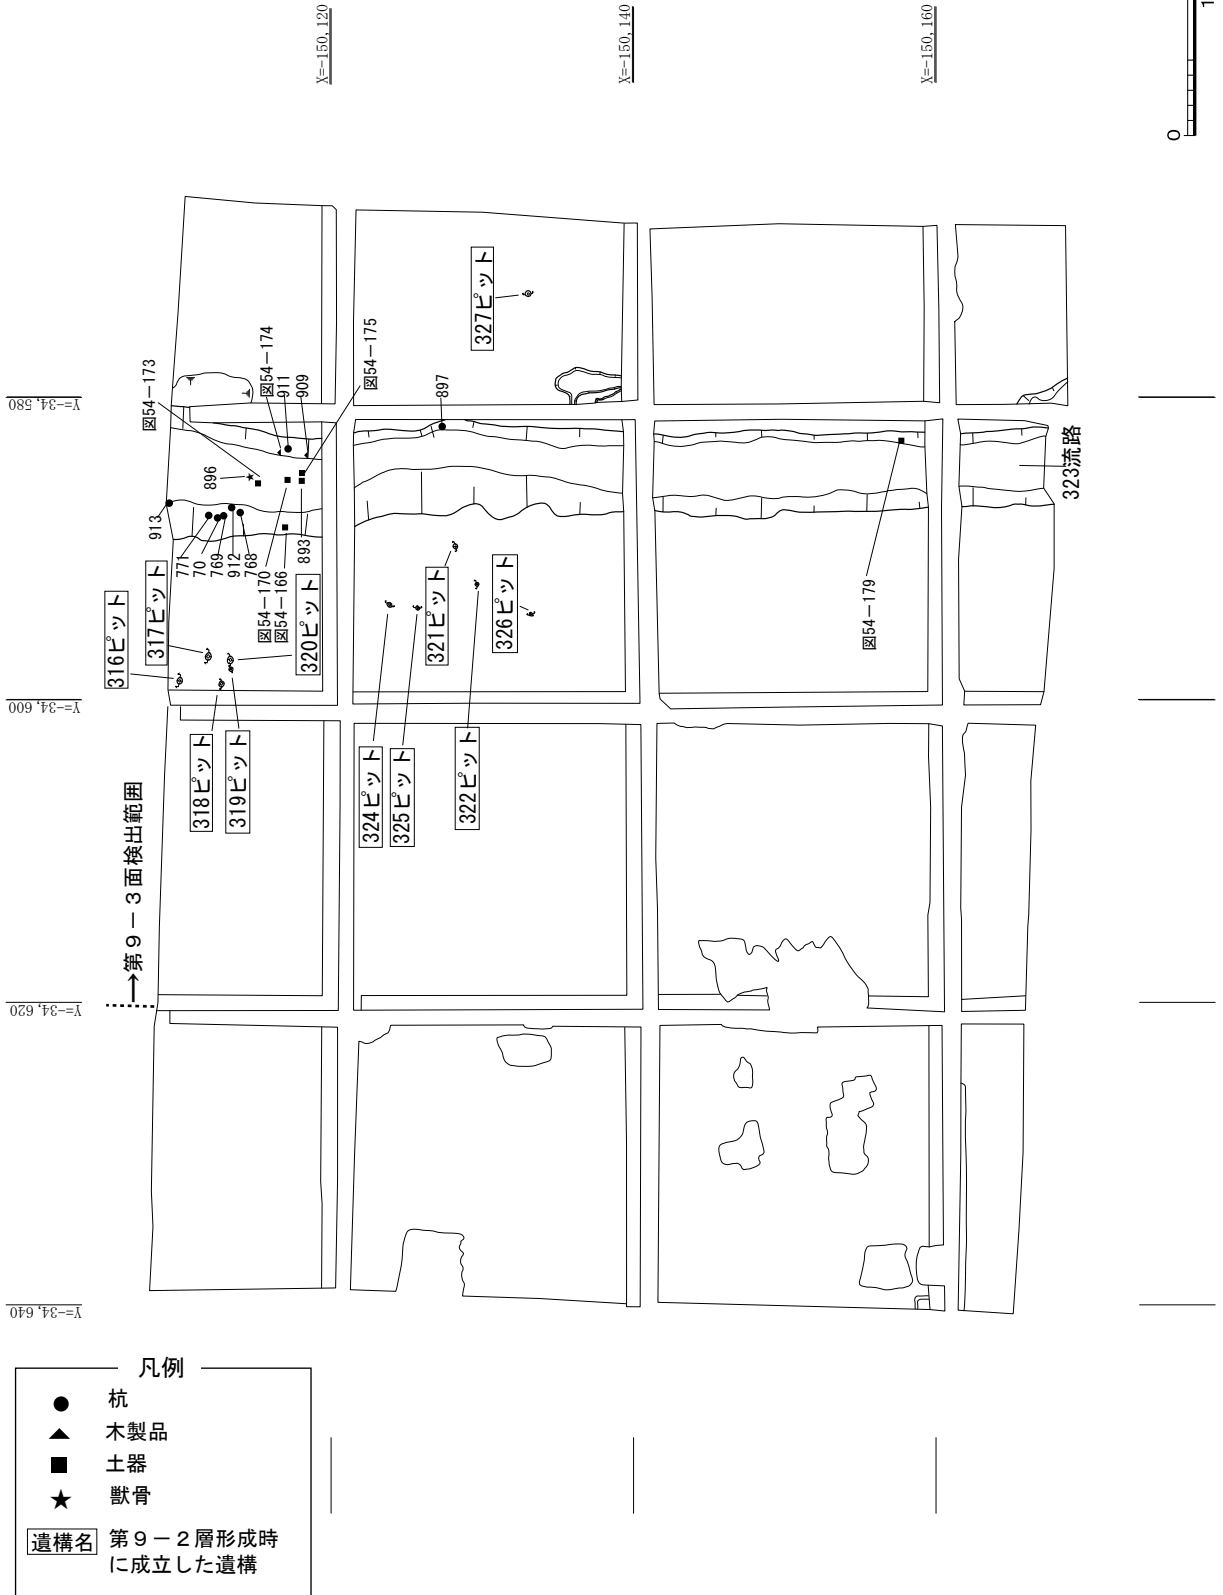 X=-150,120
X=-150,140
X=-150,160
0
1
Y=-34,580
Y=-34,600
Y=-34,620
Y=-34,640
327ピット
図54-173
図54-174
911
909
図54-175
897
896
913
771
70
769
912
768
図54-170
図54-166
893
323流路
図54-179
316ピット
317ピット
320ピット
321ピット
326ピット
318ピット
319ピット
324ピット
325ピット
322ピット
→第9-3面検出範囲
凡例
● 杭
▲ 木製品
■ 土器
★ 獣骨
遺構名 第9-2層形成時
に成立した遺構